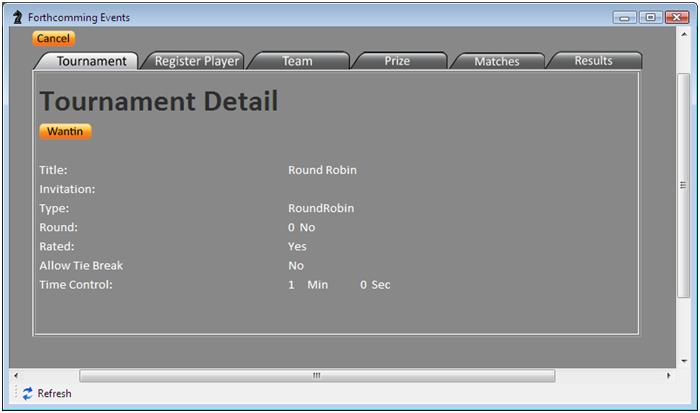 Forthcomming Events
Cancel
Tournament Register Player Team Prize Matches Results
Tournament Detail
Wantin
Title: Round Robin
Invitation:
Type: RoundRobin
Round: 0 No
Rated: Yes
Allow Tie Break No
Time Control: 1 Min 0 Sec
Refresh